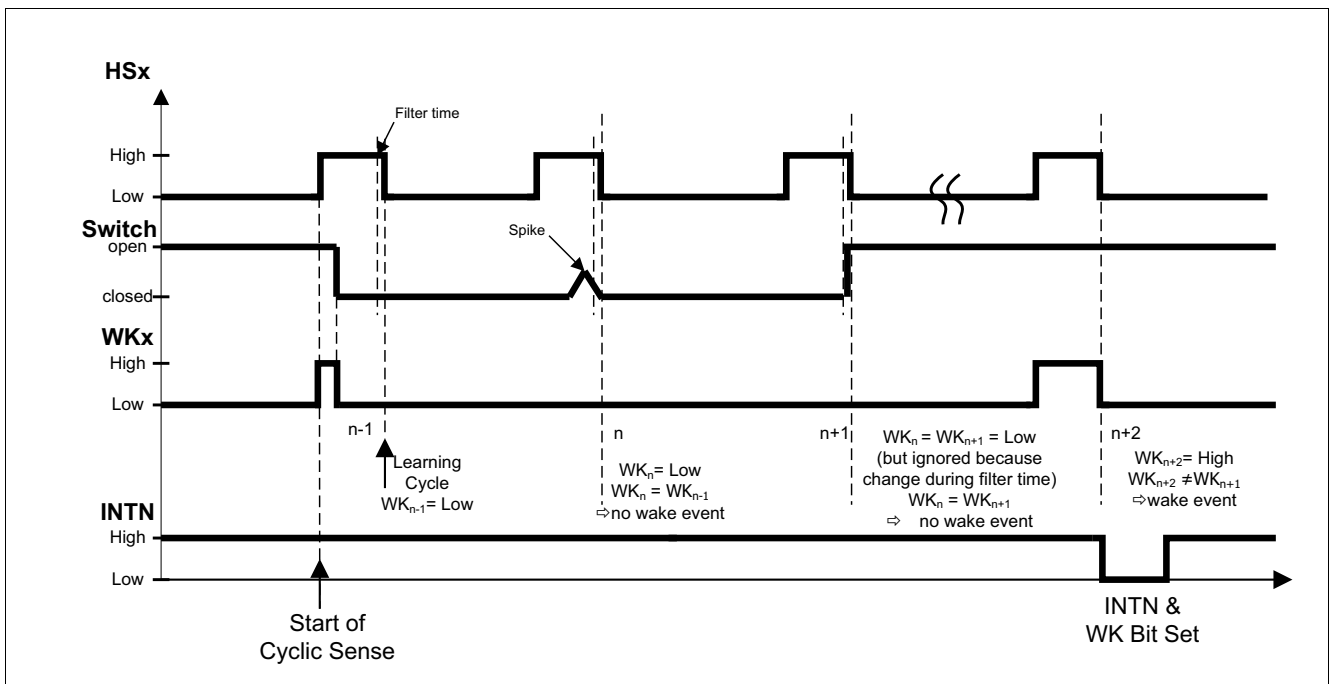 HSx
Filter time
High
Low
Switch
open
Spike
closed
WKx
High
Low
n-1
n
n+1
n+2
Learning
Cycle
WKn-1= Low
WKn= Low
WKn = WKn-1
⇨no wake event
WKn = WKn+1 = Low
(but ignored because
change during filter time)
WKn = WKn+1
⇨ no wake event
WKn+2= High
WKn+2 ≠WKn+1
⇨wake event
INTN
High
Low
Start of
Cyclic Sense
INTN &
WK Bit Set